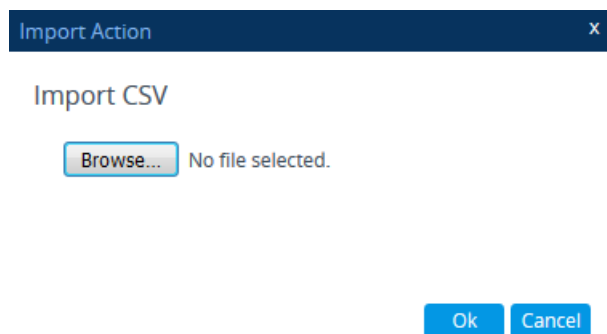 Import Action x
Import CSV
Browse... No file selected.
Ok Cancel